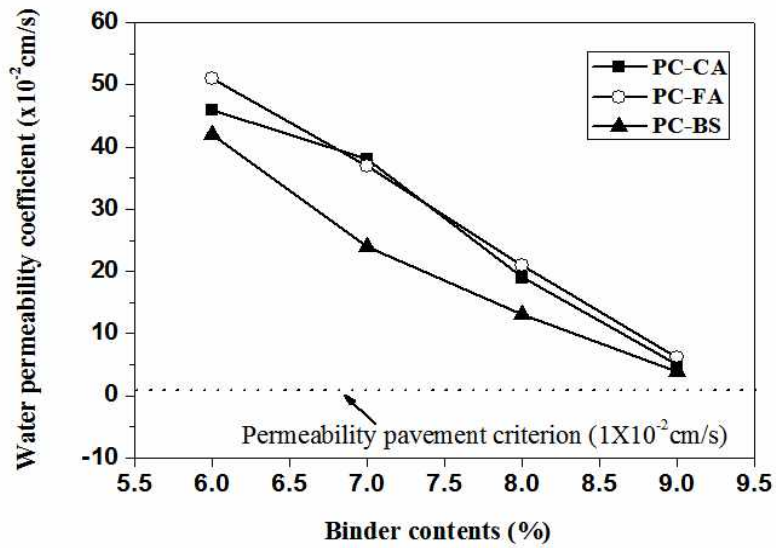 Water permeability coefficient (x10⁻²cm/s)
60
50
40
30
20
10
0
-10
PC-CA
PC-FA
PC-BS
Permeability pavement criterion (1X10⁻²cm/s)
5.5 6.0 6.5 7.0 7.5 8.0 8.5 9.0 9.5
Binder contents (%)